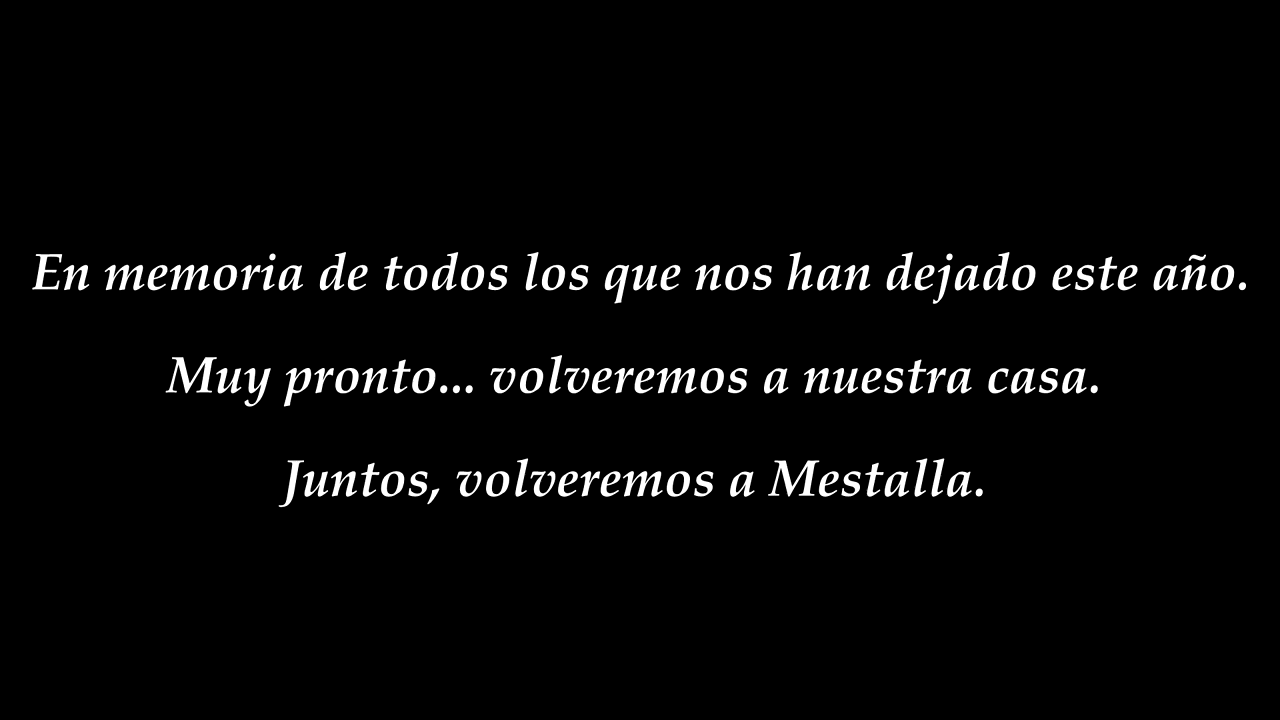 En memoria de todos los que nos han dejado este año.
Muy pronto... volveremos a nuestra casa.
Juntos, volveremos a Mestalla.